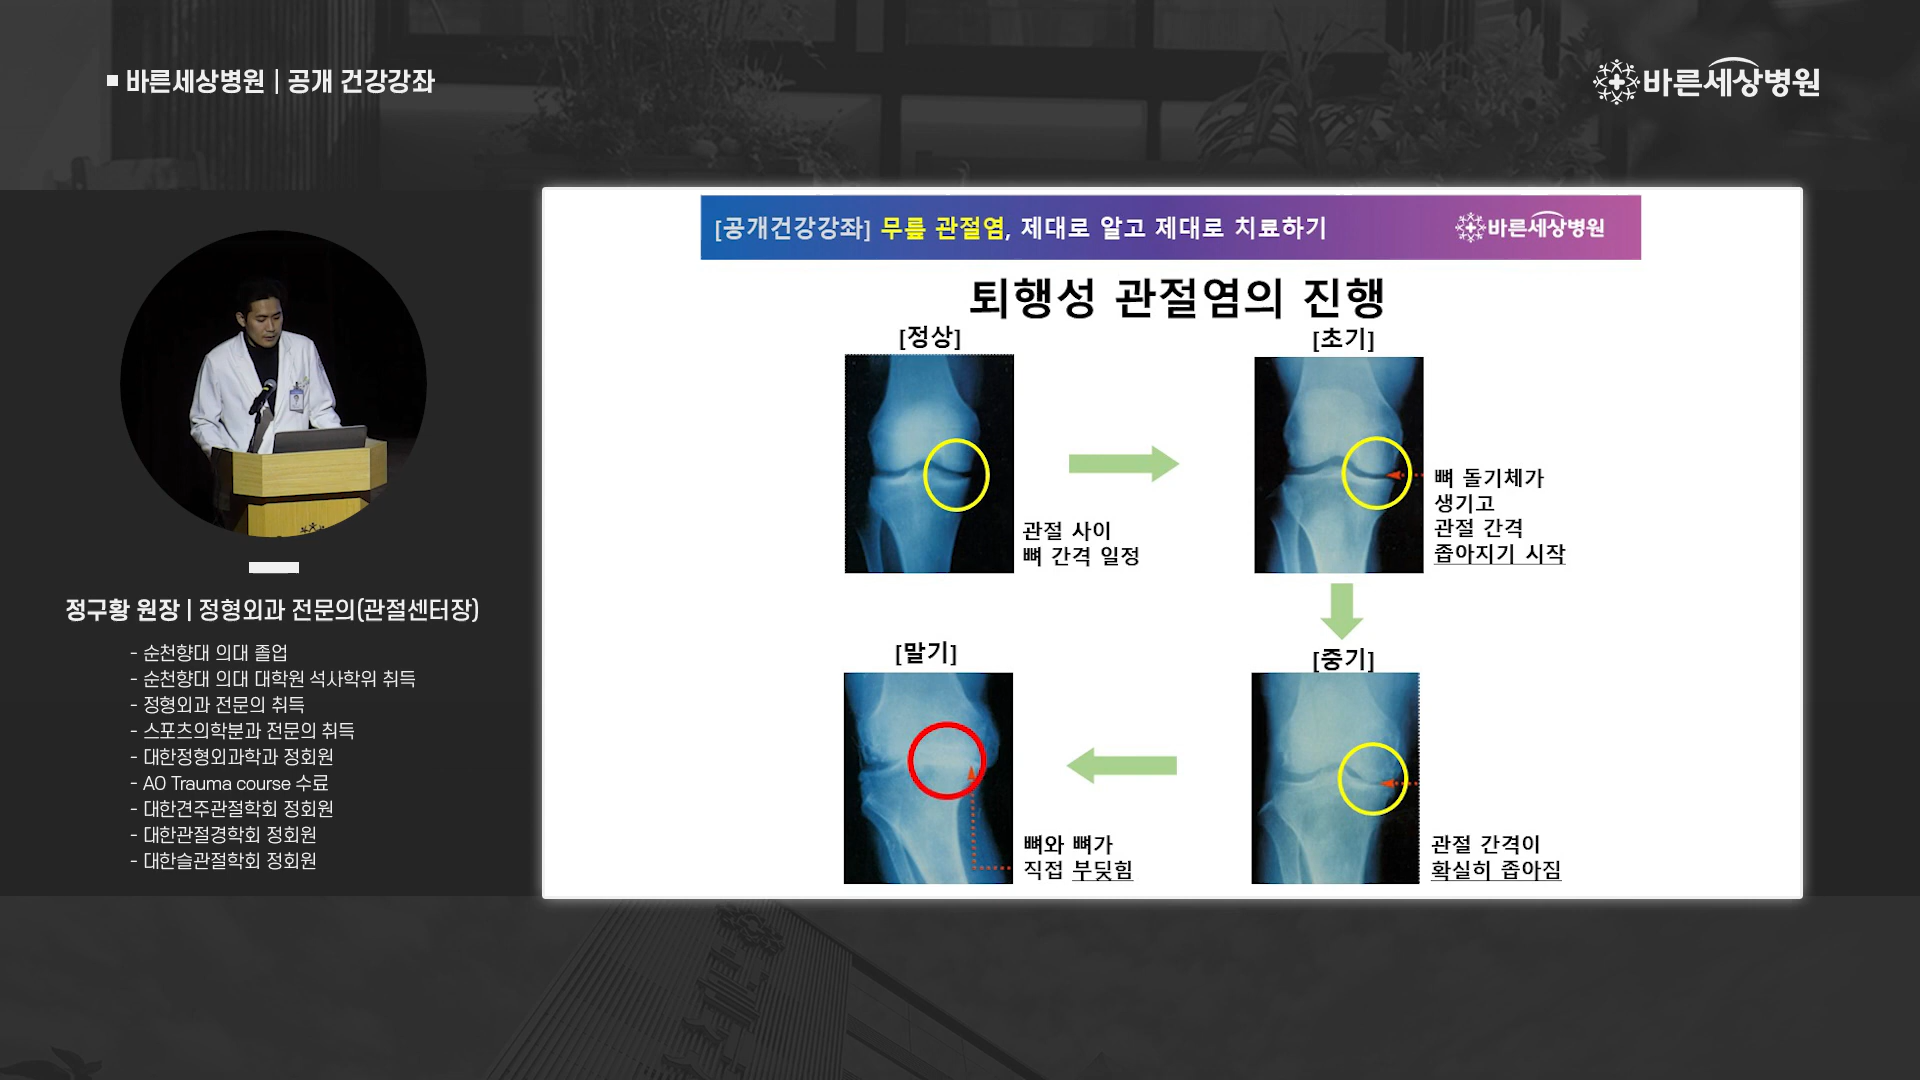 바른세상병원 | 공개 건강강좌
바른세상병원
[공개건강강좌] 무릎 관절염, 제대로 알고 제대로 치료하기
바른세상병원
퇴행성 관절염의 진행
[정상]
관절 사이
뼈 간격 일정
[초기]
뼈 돌기체가
생기고
관절 간격
좁아지기 시작
[중기]
관절 간격이
확실히 좁아짐
[말기]
뼈와 뼈가
직접 부딪힘
정구황 원장 | 정형외과 전문의(관절센터장)
- 순천향대 의대 졸업
- 순천향대 의대 대학원 석사학위 취득
- 정형외과 전문의 취득
- 스포츠의학분과 전문의 취득
- 대한정형외과학과 정회원
- AO Trauma course 수료
- 대한견주관절학회 정회원
- 대한관절경학회 정회원
- 대한슬관절학회 정회원